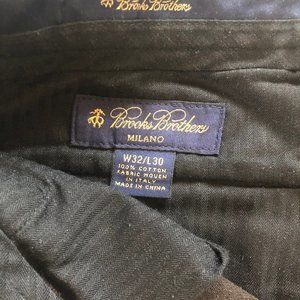 Brooks Brothers
Brooks Brothers
MILANO
W32/L30
100% COTTON
FABRIC WOVEN
IN ITALY
MADE IN CHINA